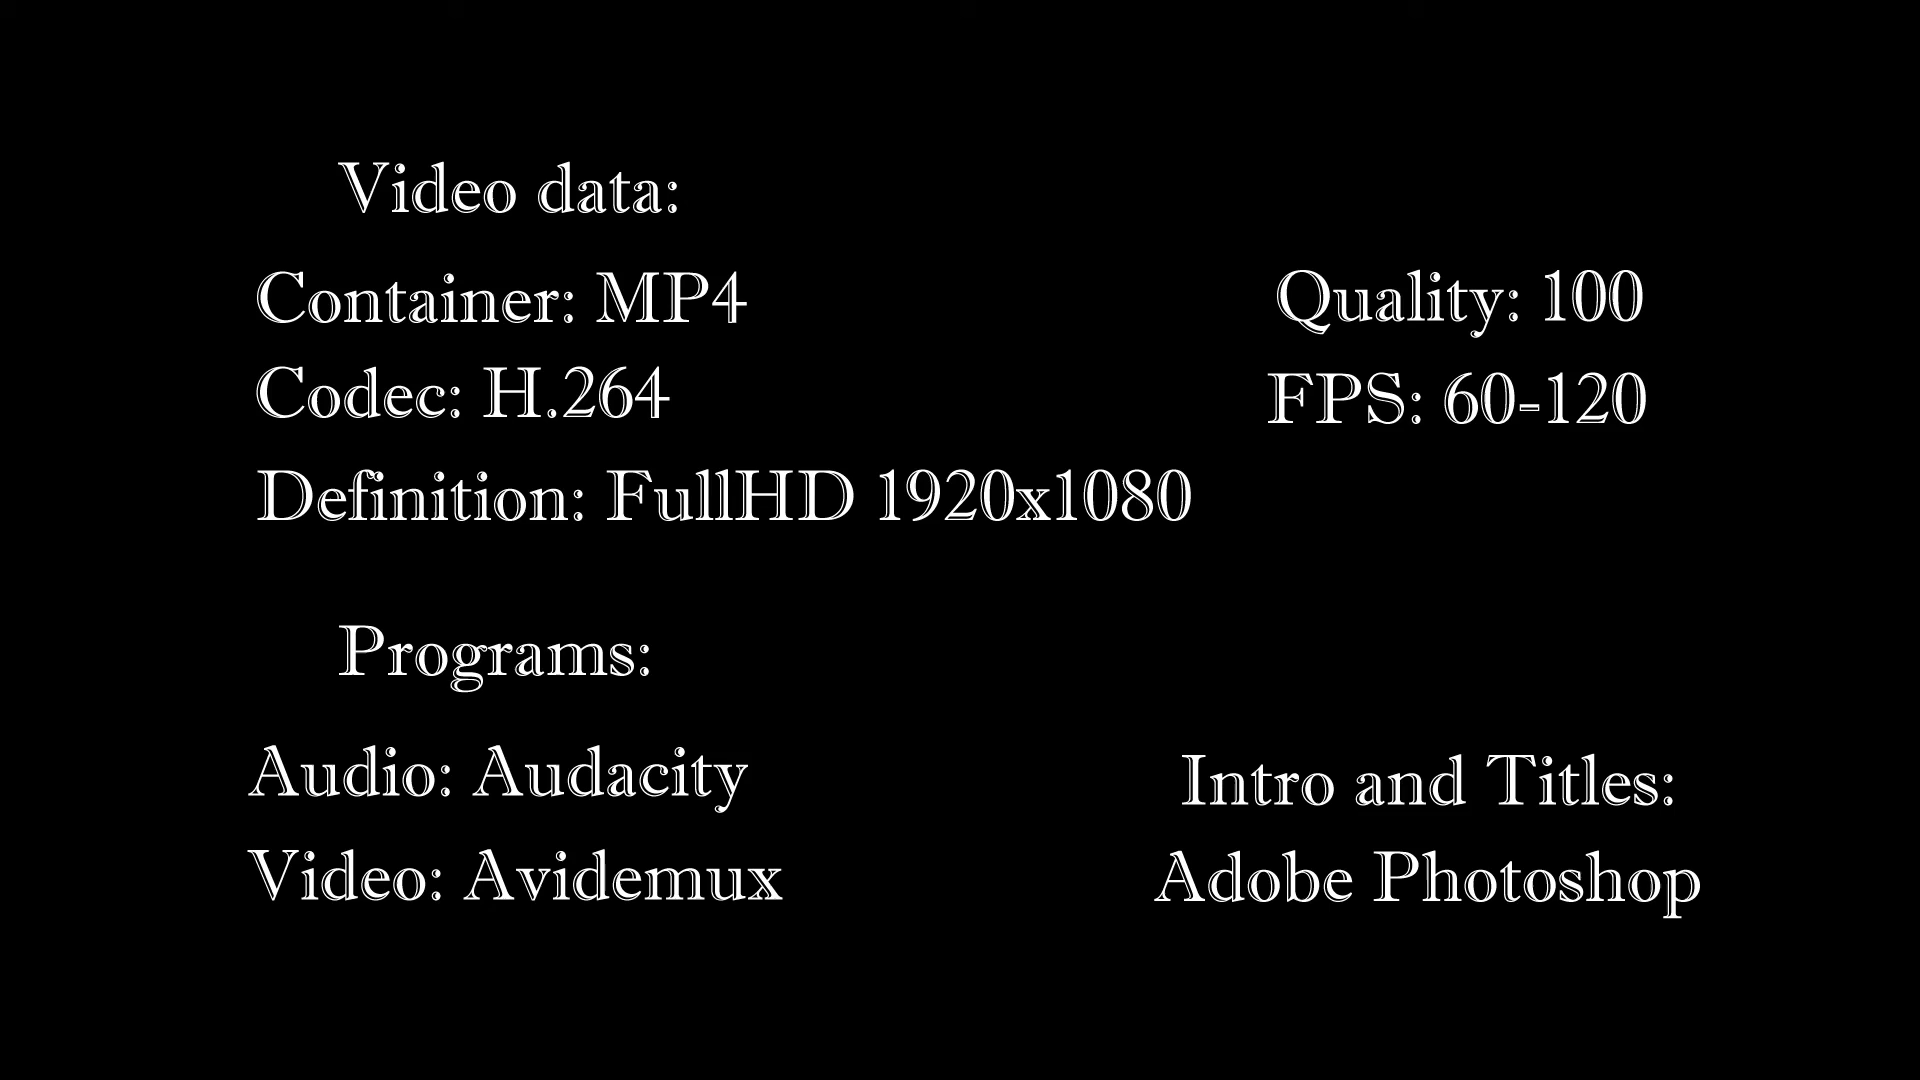 Video data:
Container: MP4
Codec: H.264
Definition: FullHD 1920x1080
Quality: 100
FPS: 60-120
Programs:
Audio: Audacity
Video: Avidemux
Intro and Titles:
Adobe Photoshop